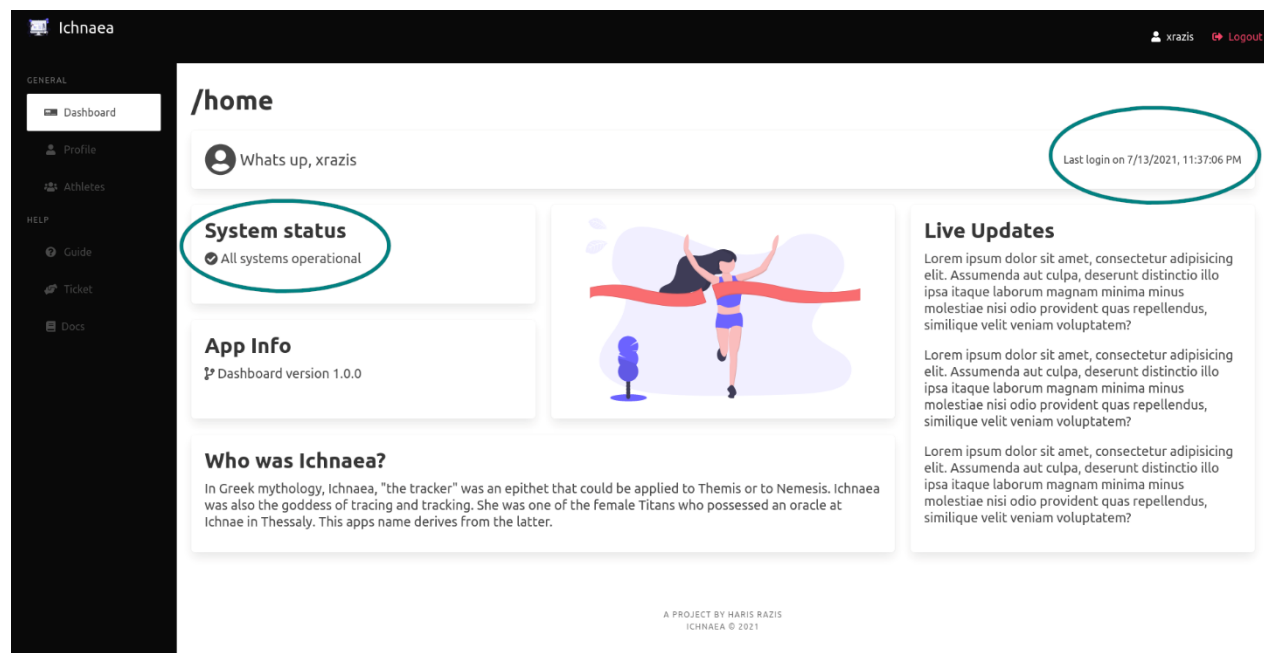 Ichnaea
xrazis
Logout
GENERAL
Dashboard
Profile
Athletes
HELP
Guide
Ticket
Docs
/home
Whats up, xrazis
Last login on 7/13/2021, 11:37:06 PM
System status
All systems operational
App Info
Dashboard version 1.0.0
Who was Ichnaea?
In Greek mythology, Ichnaea, "the tracker" was an epithet that could be applied to Themis or to Nemesis. Ichnaea
was also the goddess of tracing and tracking. She was one of the female Titans who possessed an oracle at
Ichnae in Thessaly. This apps name derives from the latter.
Live Updates
Lorem ipsum dolor sit amet, consectetur adipisicing
elit. Assumenda aut culpa, deserunt distinctio illo
ipsa itaque laborum magnam minima minus
molestiae nisi odio provident quas repellendus,
similique velit veniam voluptatem?
Lorem ipsum dolor sit amet, consectetur adipisicing
elit. Assumenda aut culpa, deserunt distinctio illo
ipsa itaque laborum magnam minima minus
molestiae nisi odio provident quas repellendus,
similique velit veniam voluptatem?
Lorem ipsum dolor sit amet, consectetur adipisicing
elit. Assumenda aut culpa, deserunt distinctio illo
ipsa itaque laborum magnam minima minus
molestiae nisi odio provident quas repellendus,
similique velit veniam voluptatem?
A PROJECT BY HARIS RAZIS
ICHNAEA © 2021